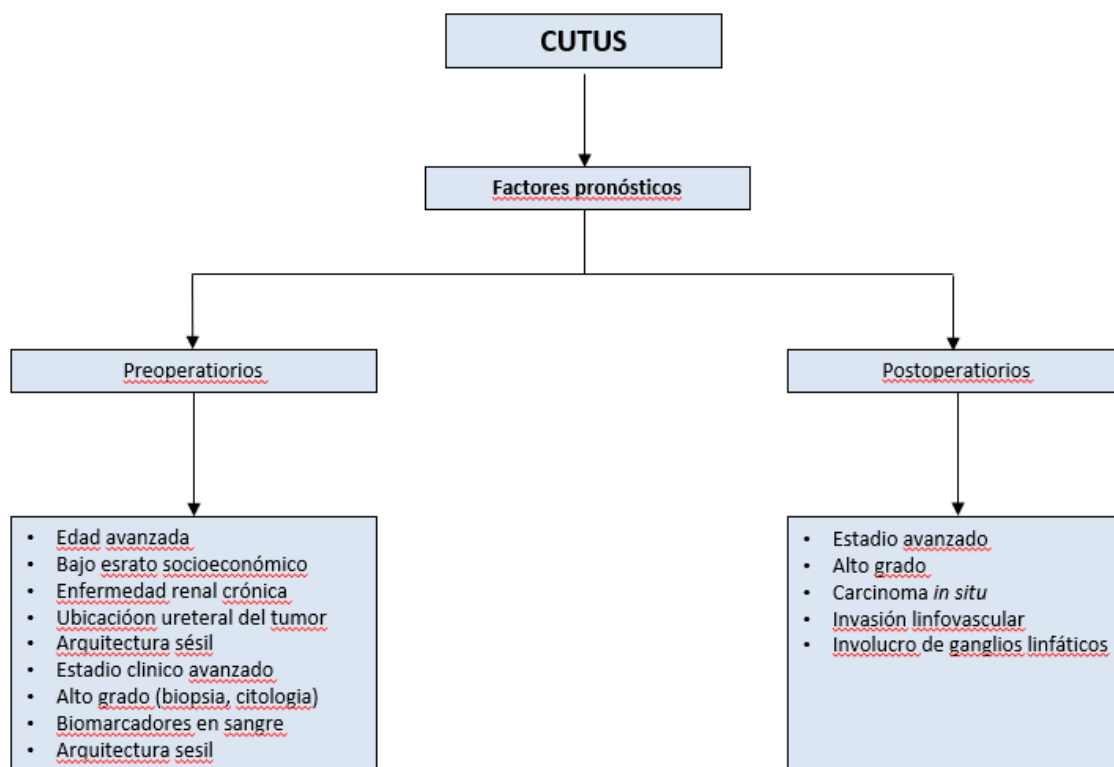 CUTUS
Factores pronósticos
Preoperatiorios
Postoperatiorios
• Edad avanzada
• Bajo esrato socioeconómico
• Enfermedad renal crónica
• Ubicacióon ureteral del tumor
• Arquitectura sésil
• Estadio clinico avanzado
• Alto grado (biopsia, citologia)
• Biomarcadores en sangre
• Arquitectura sesil
• Estadio avanzado
• Alto grado
• Carcinoma in situ
• Invasión linfovascular
• Involucro de ganglios linfáticos